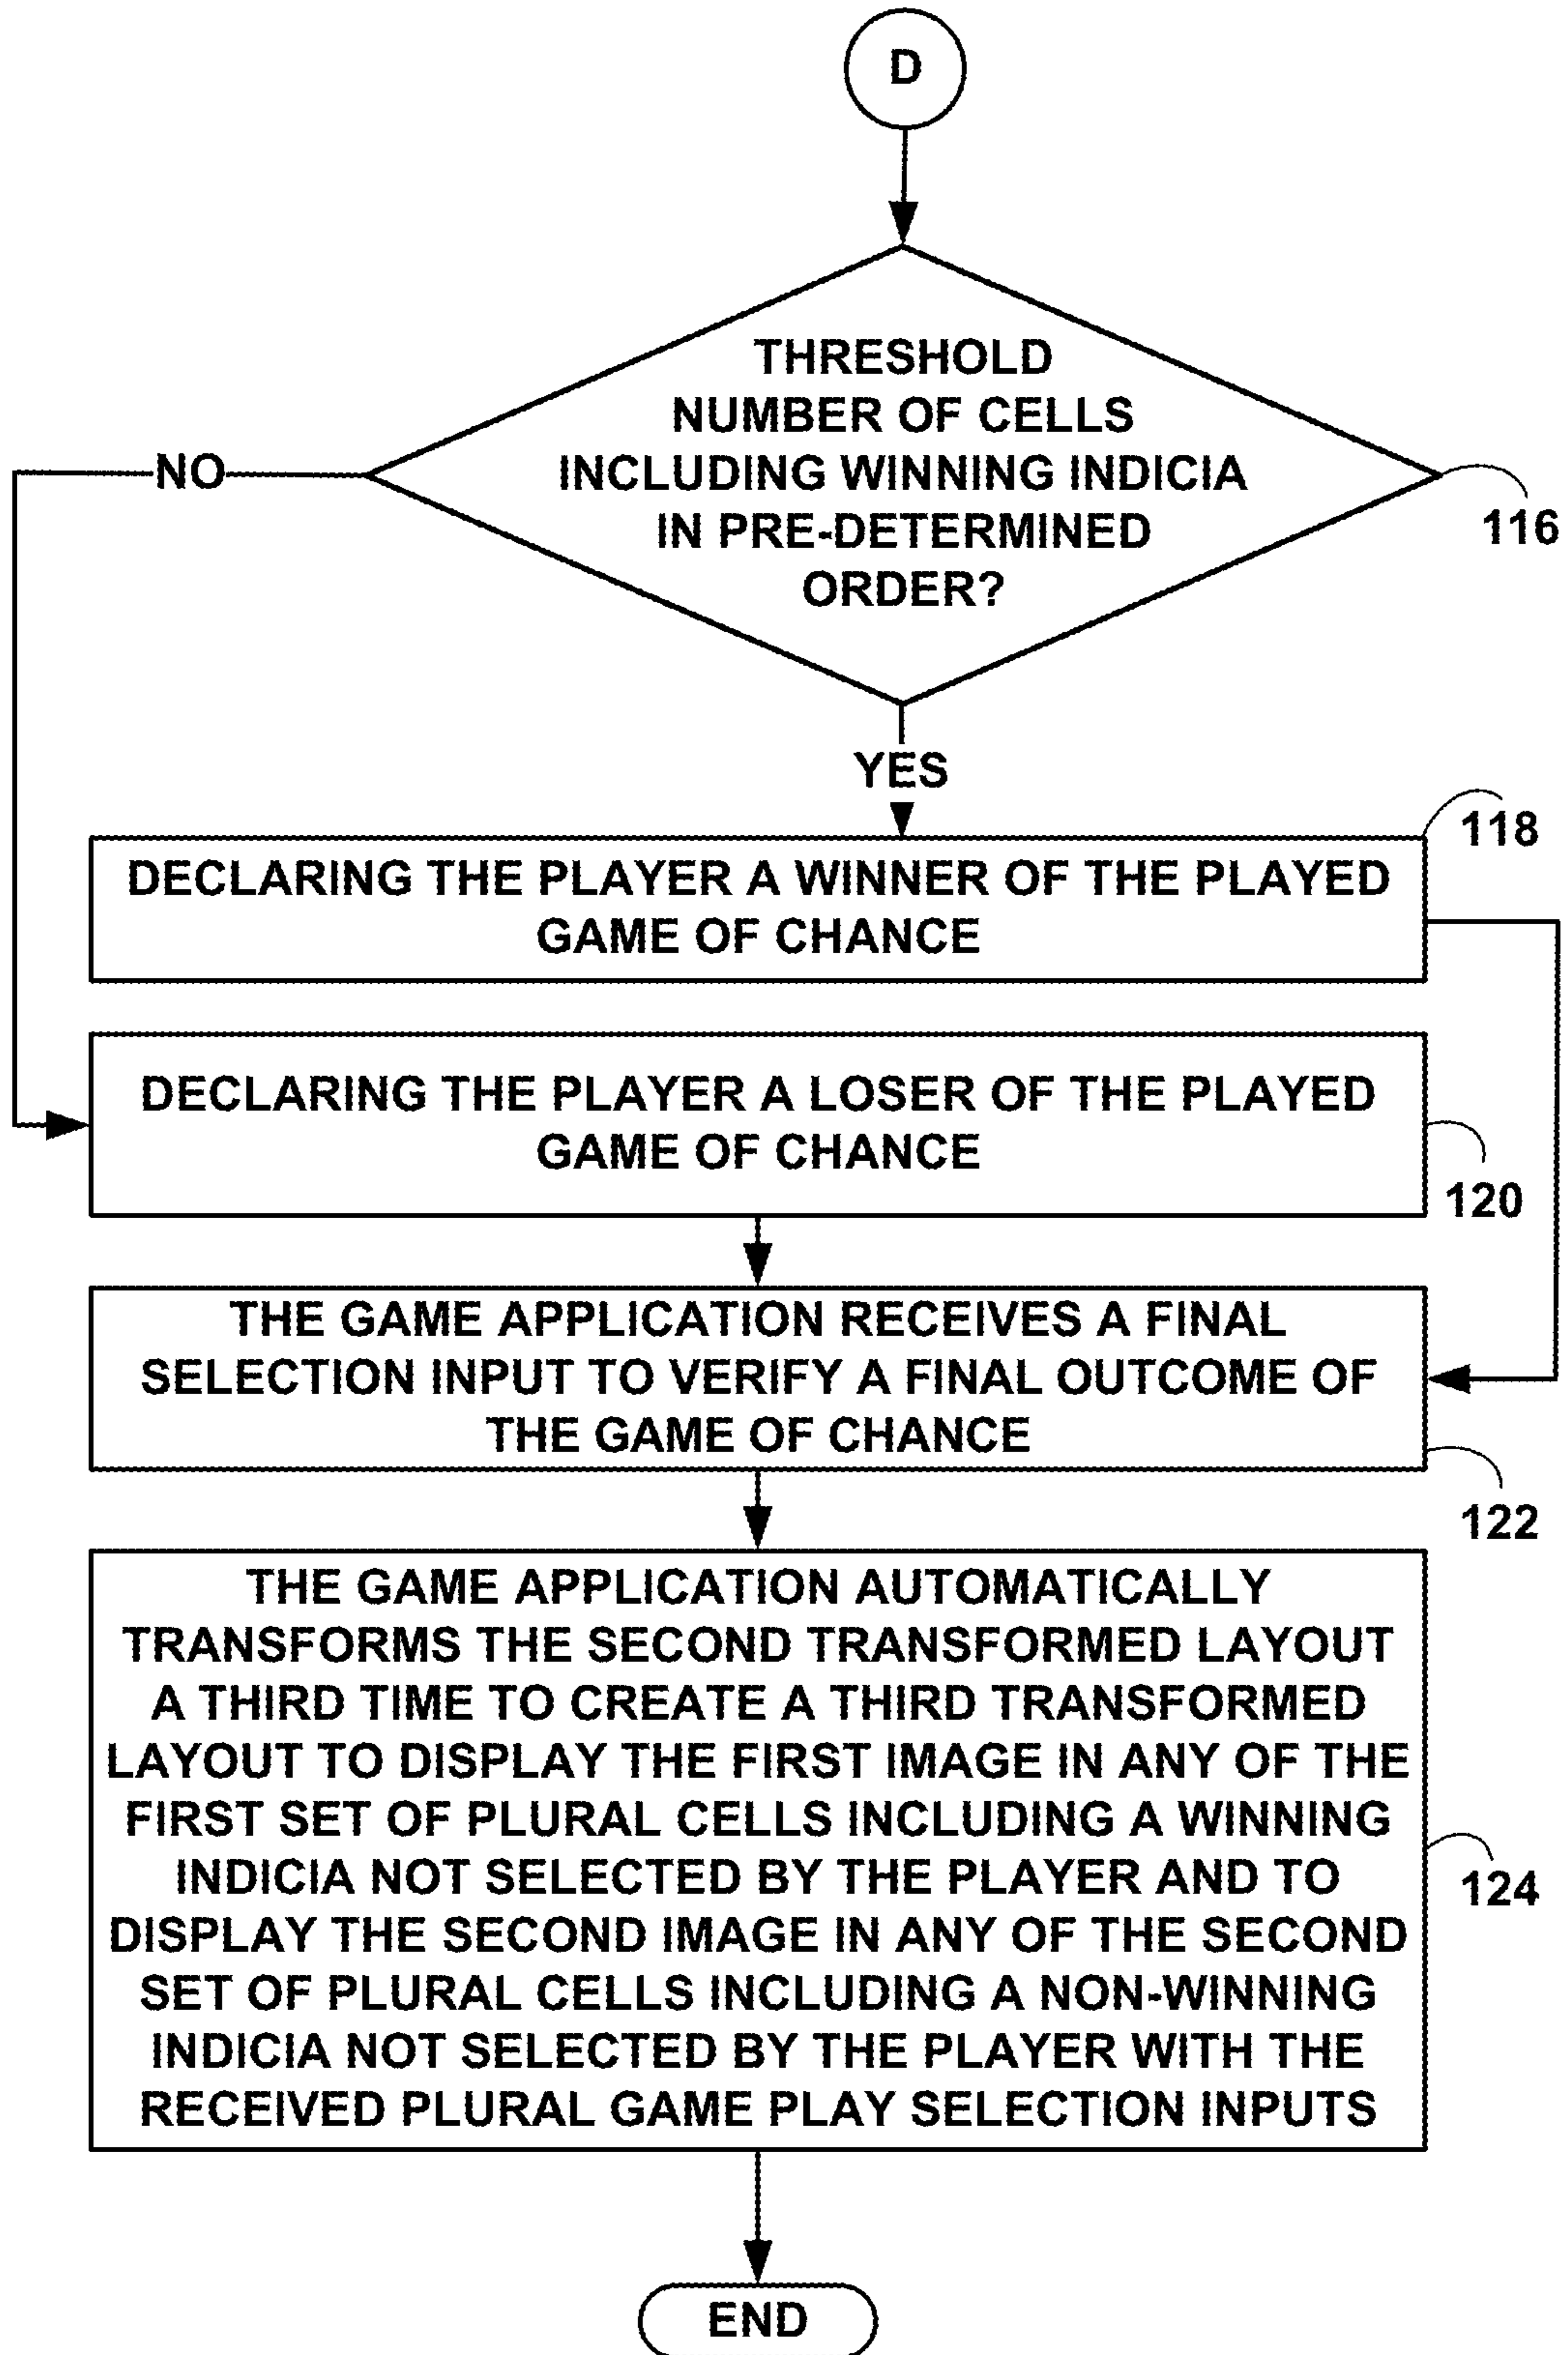 D
THRESHOLD
NUMBER OF CELLS
INCLUDING WINNING INDICIA
IN PRE-DETERMINED
ORDER?
NO
116
YES
118
DECLARING THE PLAYER A WINNER OF THE PLAYED
GAME OF CHANCE
DECLARING THE PLAYER A LOSER OF THE PLAYED
GAME OF CHANCE
120
THE GAME APPLICATION RECEIVES A FINAL
SELECTION INPUT TO VERIFY A FINAL OUTCOME OF
THE GAME OF CHANCE
122
THE GAME APPLICATION AUTOMATICALLY
TRANSFORMS THE SECOND TRANSFORMED LAYOUT
A THIRD TIME TO CREATE A THIRD TRANSFORMED
LAYOUT TO DISPLAY THE FIRST IMAGE IN ANY OF THE
FIRST SET OF PLURAL CELLS INCLUDING A WINNING
INDICIA NOT SELECTED BY THE PLAYER AND TO
DISPLAY THE SECOND IMAGE IN ANY OF THE SECOND
SET OF PLURAL CELLS INCLUDING A NON-WINNING
INDICIA NOT SELECTED BY THE PLAYER WITH THE
RECEIVED PLURAL GAME PLAY SELECTION INPUTS
124
END